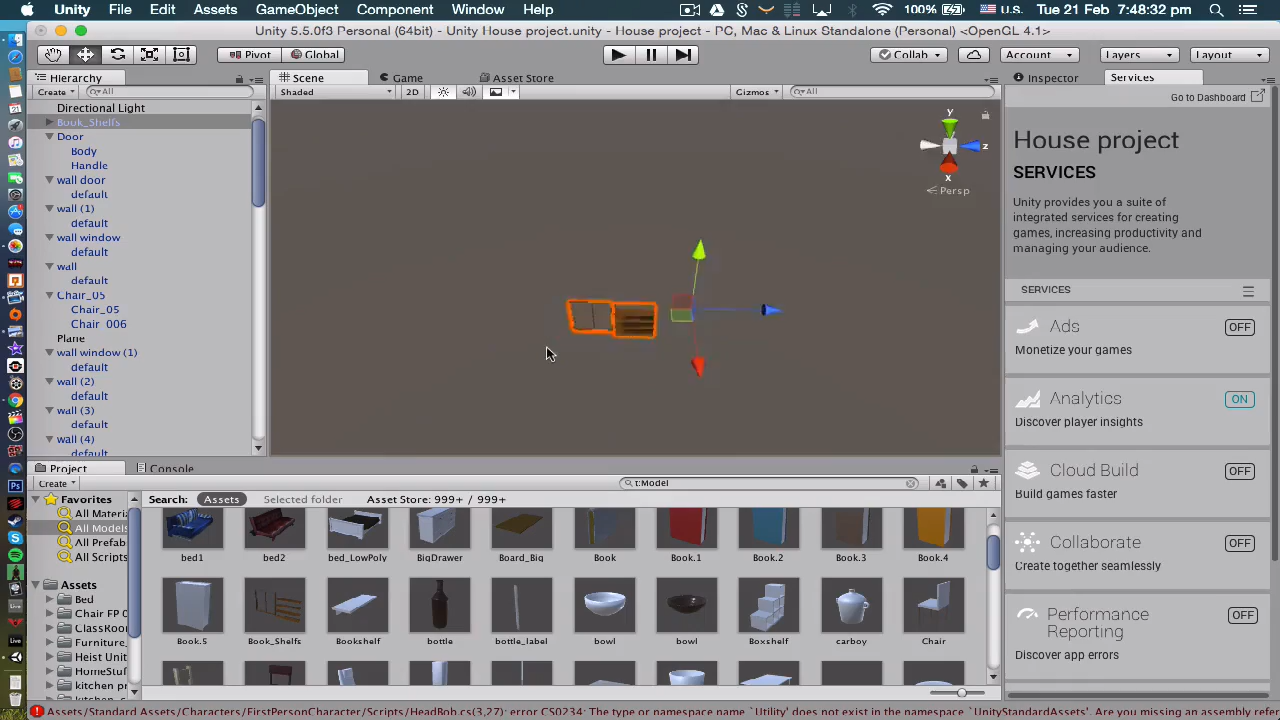 Unity File Edit Assets GameObject Component Window Help 100% U.S. Tue 21 Feb 7:48:32 pm
Unity 5.5.0f3 Personal (64bit) - Unity House project.unity - House project - PC, Mac & Linux Standalone (Personal) <OpenGL 4.1>
Pivot Global Collab Account Layers Layout
Hierarchy Scene Game Asset Store Inspector Services
Create All Shaded 2D Gizmos All
Go to Dashboard
Directional Light
Book_Shelfs
Door
Body
Handle
wall door
default
wall (1)
default
wall window
default
wall
default
Chair_05
Chair_05
Chair_006
Plane
wall window (1)
default
wall (2)
default
wall (3)
default
wall (4)
default
y
z
x
Persp
House project
SERVICES
Unity provides you a suite of
integrated services for creating
games, increasing productivity and
managing your audience.
SERVICES
Ads OFF
Monetize your games
Analytics ON
Discover player insights
Cloud Build OFF
Build games faster
Collaborate OFF
Create together seamlessly
Performance
Reporting OFF
Discover app errors
Project Console
Create t:Model
Favorites
All Materi
All Models
All Prefab
All Scripts
Assets
Bed
Chair FP 0
ClassRoom
Furniture_
Heist Unit
HomeStuf
kitchen pr
Search: Assets Selected folder Asset Store: 999+ / 999+
bed1 bed2 bed_LowPoly BigDrawer Board_Big Book Book.1 Book.2 Book.3 Book.4
Book.5 Book_Shelfs Bookshelf bottle bottle_label bowl bowl Boxshelf carboy Chair
Assets/Standard Assets/Characters/FirstPersonCharacter/Scripts/HeadBob.cs(3,27): error CS0234: The type or namespace name `Utility' does not exist in the namespace `UnityStandardAssets'. Are you missing an assembly refer